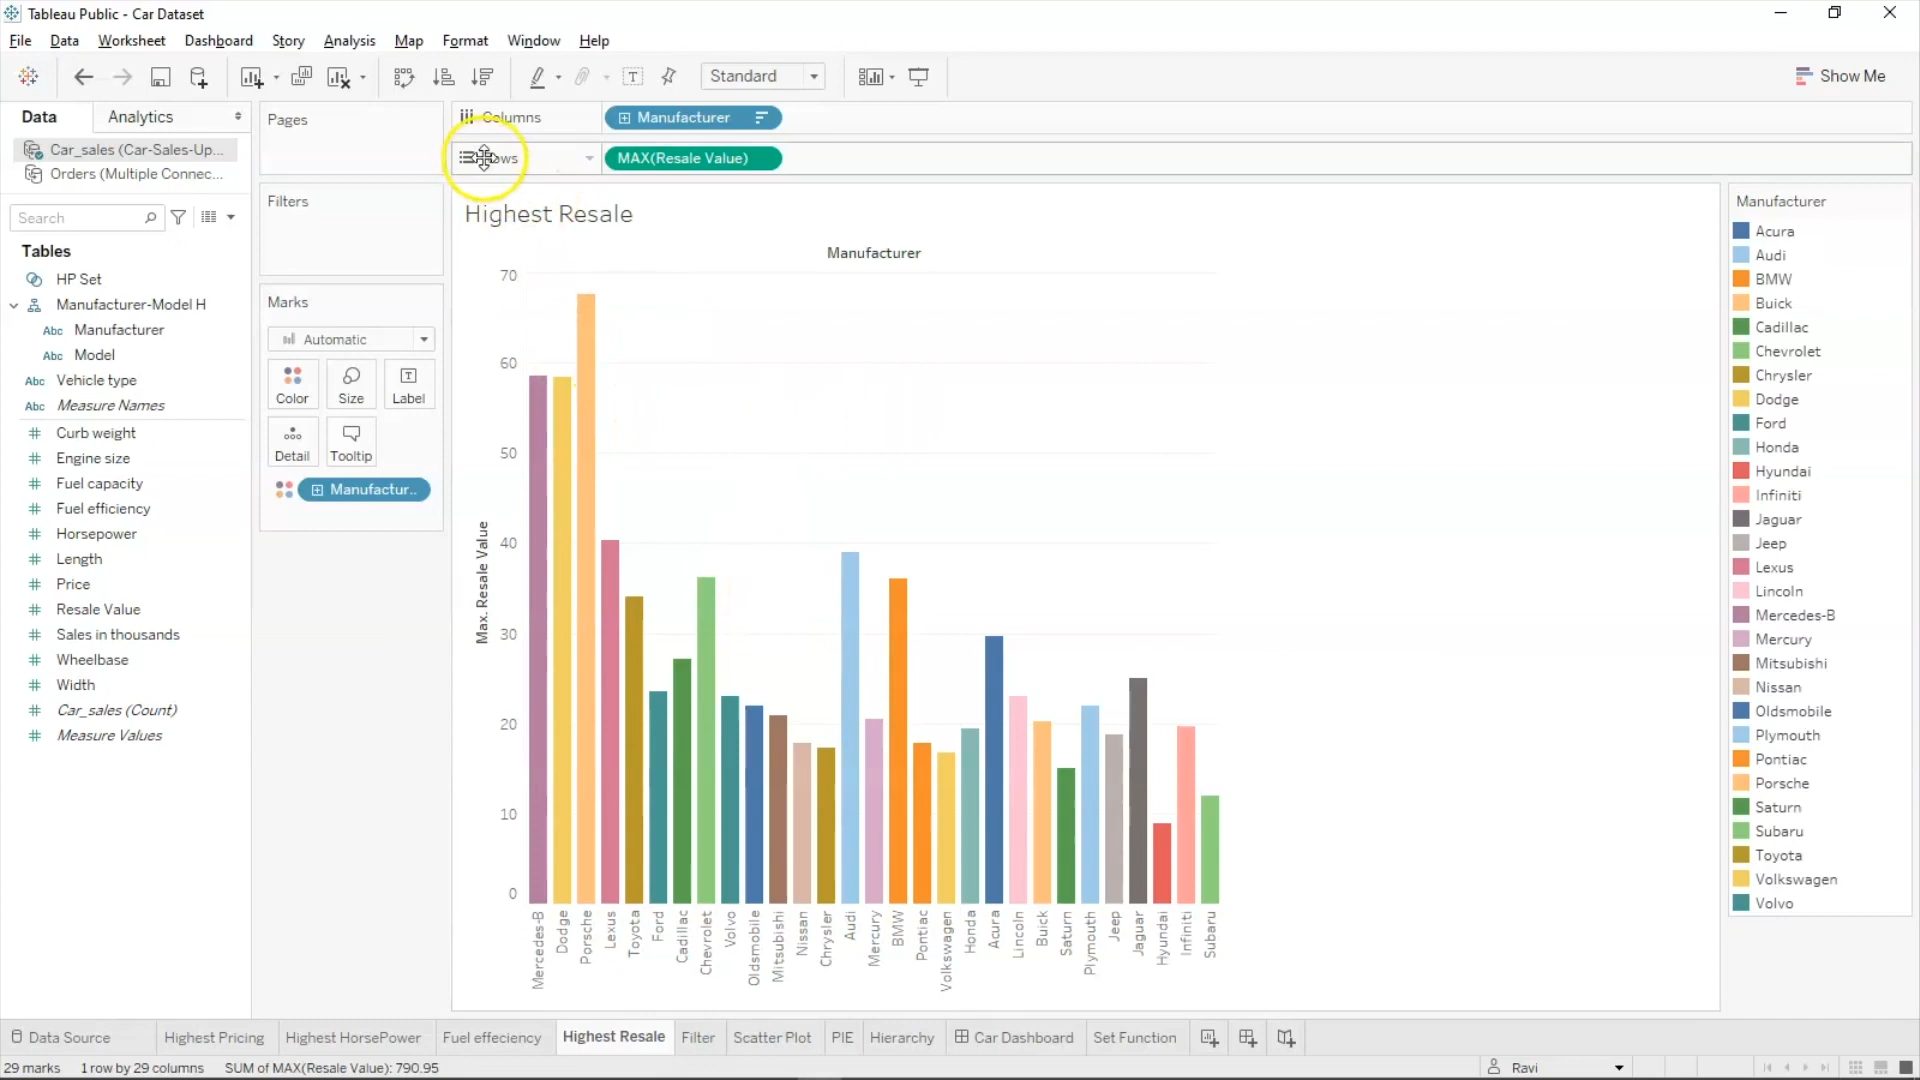 Tableau Public - Car Dataset
File Data Worksheet Dashboard Story Analysis Map Format Window Help
Standard
Show Me
Data Analytics
Car_sales (Car-Sales-Up...
Orders (Multiple Connec...
Search
Tables
HP Set
Manufacturer-Model H
Abc Manufacturer
Abc Model
Abc Vehicle type
Abc Measure Names
Curb weight
Engine size
Fuel capacity
Fuel efficiency
Horsepower
Length
Price
Resale Value
Sales in thousands
Wheelbase
Width
Car_sales (Count)
Measure Values
Pages
Filters
Marks
Automatic
Color Size Label
Detail Tooltip
Manufactur..
Columns Manufacturer
MAX(Resale Value)
Highest Resale
Manufacturer
Max. Resale Value
70
60
50
40
30
20
10
0
Mercedes-B
Dodge
Porsche
Lexus
Toyota
Ford
Cadillac
Chevrolet
Volvo
Oldsmobile
Mitsubishi
Nissan
Chrysler
Audi
Mercury
BMW
Pontiac
Volkswagen
Honda
Acura
Lincoln
Buick
Saturn
Plymouth
Jeep
Jaguar
Hyundai
Infiniti
Subaru
Manufacturer
Acura
Audi
BMW
Buick
Cadillac
Chevrolet
Chrysler
Dodge
Ford
Honda
Hyundai
Infiniti
Jaguar
Jeep
Lexus
Lincoln
Mercedes-B
Mercury
Mitsubishi
Nissan
Oldsmobile
Plymouth
Pontiac
Porsche
Saturn
Subaru
Toyota
Volkswagen
Volvo
Data Source Highest Pricing Highest HorsePower Fuel effeciency Highest Resale Filter Scatter Plot PIE Hierarchy Car Dashboard Set Function
29 marks 1 row by 29 columns SUM of MAX(Resale Value): 790.95 Ravi